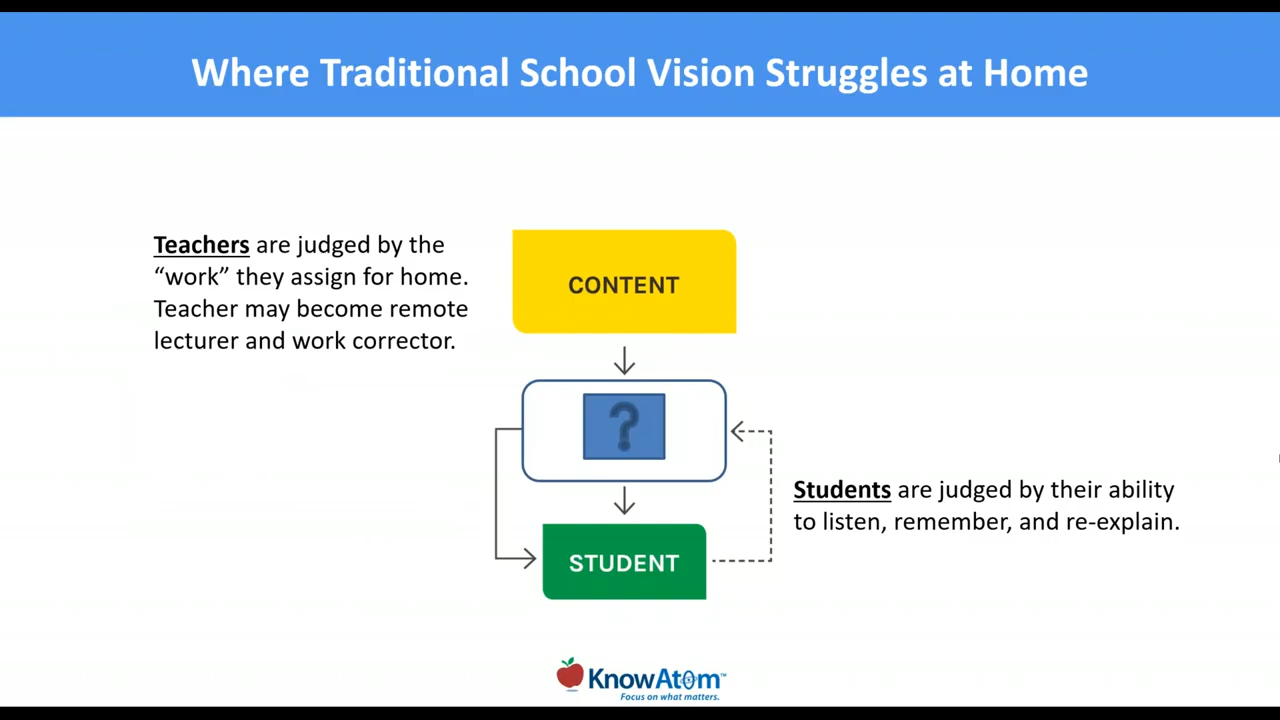 Where Traditional School Vision Struggles at Home
Teachers are judged by the
“work” they assign for home.
Teacher may become remote
lecturer and work corrector.
CONTENT
?
Students are judged by their ability
to listen, remember, and re-explain.
STUDENT
KnowAtom™
Focus on what matters.